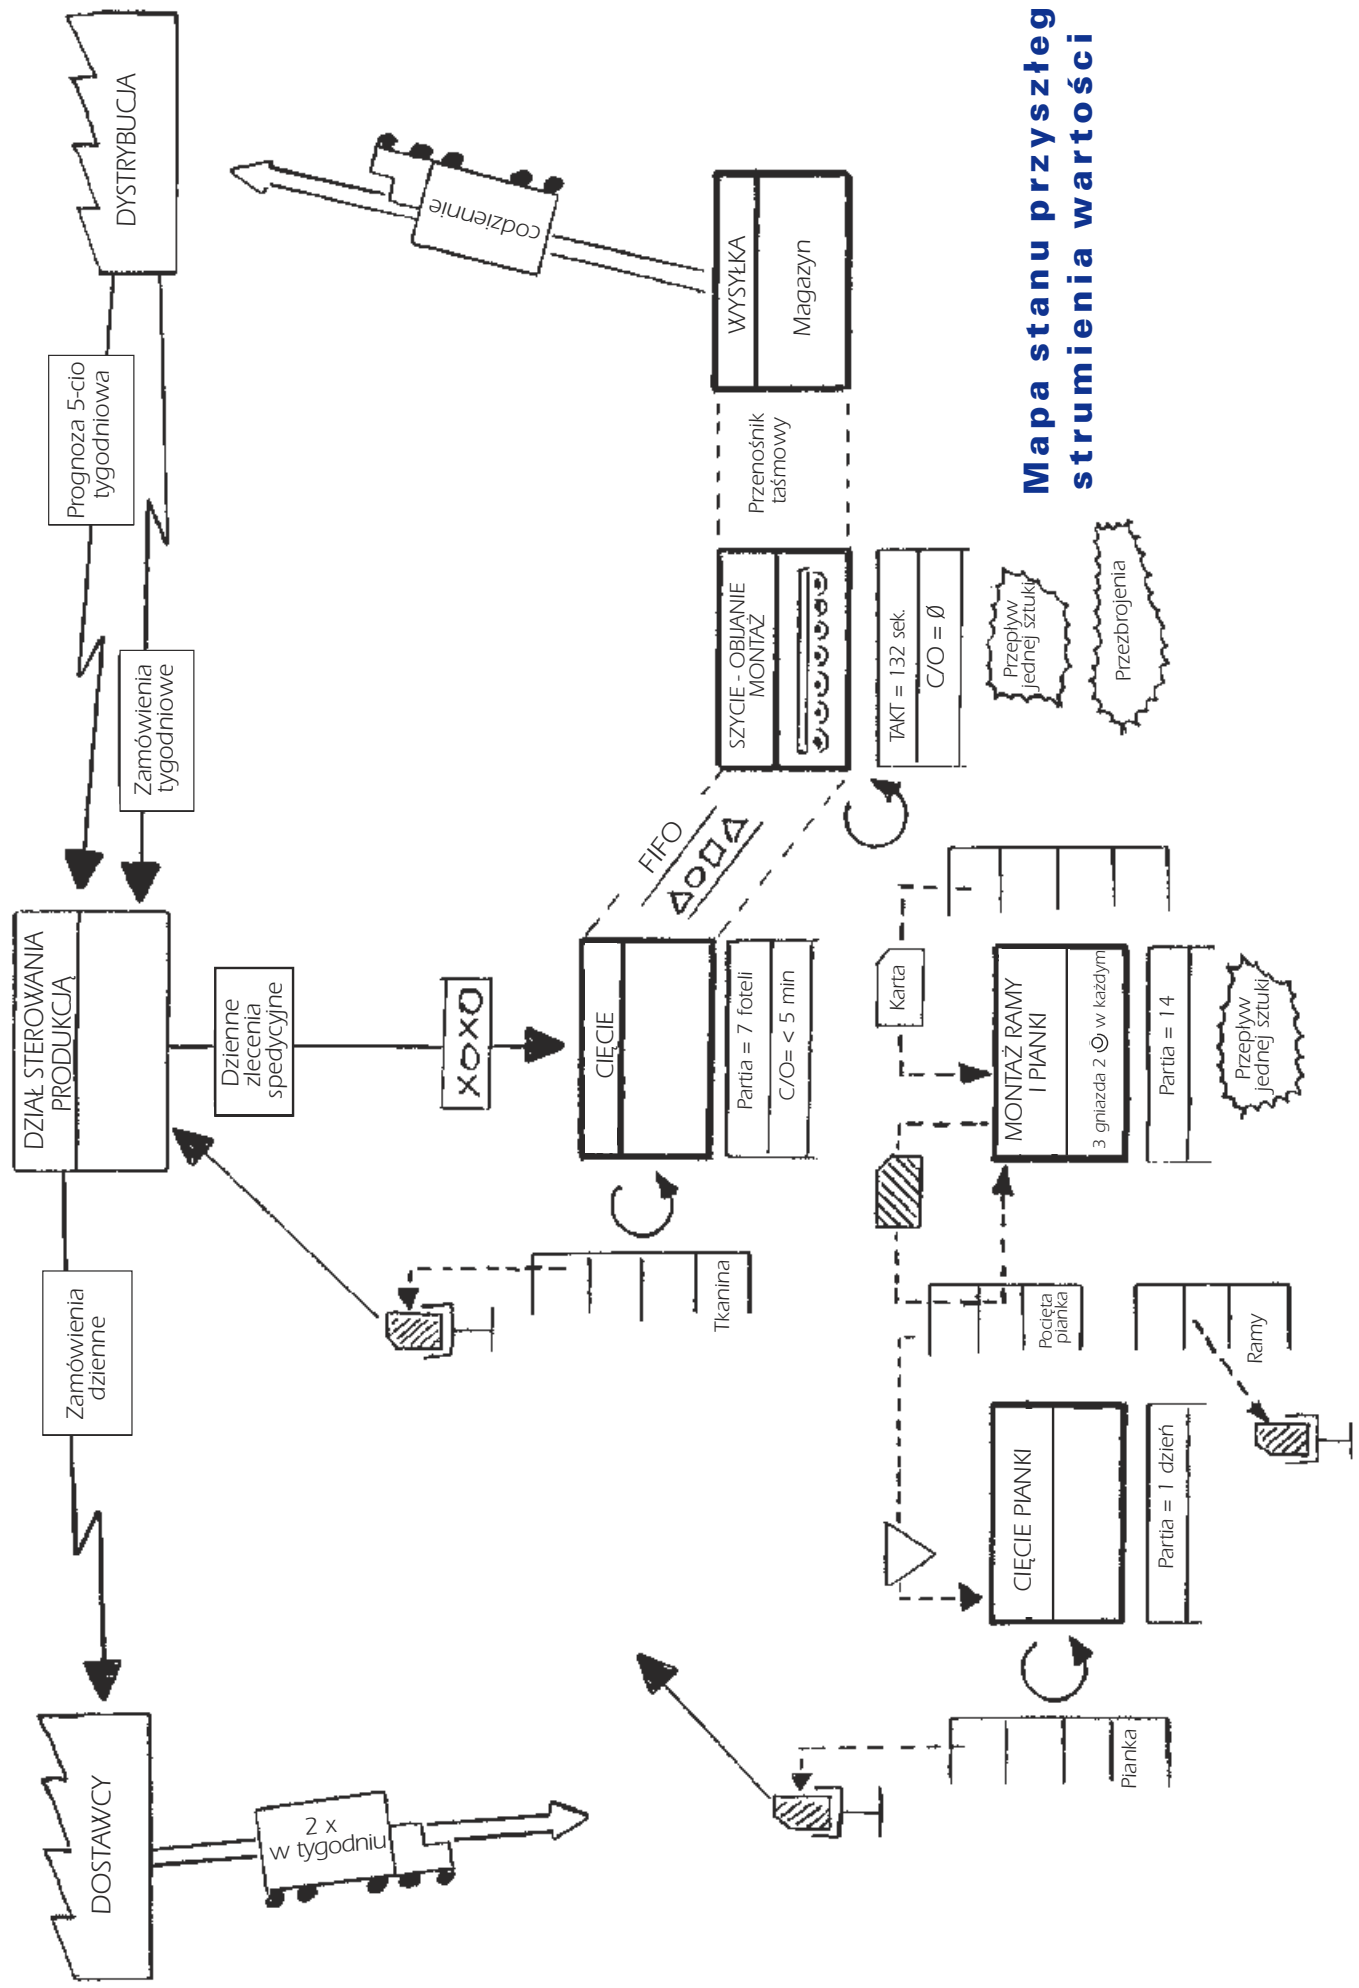 DOSTAWCY
Zamówienia
dzienne
DZIAŁ STEROWANIA
PRODUKCJĄ
Prognoza 5-cio
tygodniowa
Zamówienia
tygodniowe
DYSTRYBUCJA
2 x
w tygodniu
Dzienne
zlecenia
spedycyjne
XOXO
codziennie
Tkanina
CIĘCIE
Partia = 7 foteli
C/O= < 5 min
FIFO
SZYCIE - OBIJANIE
MONTAŻ
TAKT = 132 sek.
C/O = Ø
Przepływ
jednej sztuki
Przezbrojenia
Przenośnik
taśmowy
WYSYŁKA
Magazyn
Pianka
CIĘCIE PIANKI
Partia = 1 dzień
Pocięta
pianka
Ramy
Karta
MONTAŻ RAMY
I PIANKI
3 gniazda 2 w każdym
Partia = 14
Przepływ
jednej sztuki
Mapa stanu przyszłeg
strumienia wartości